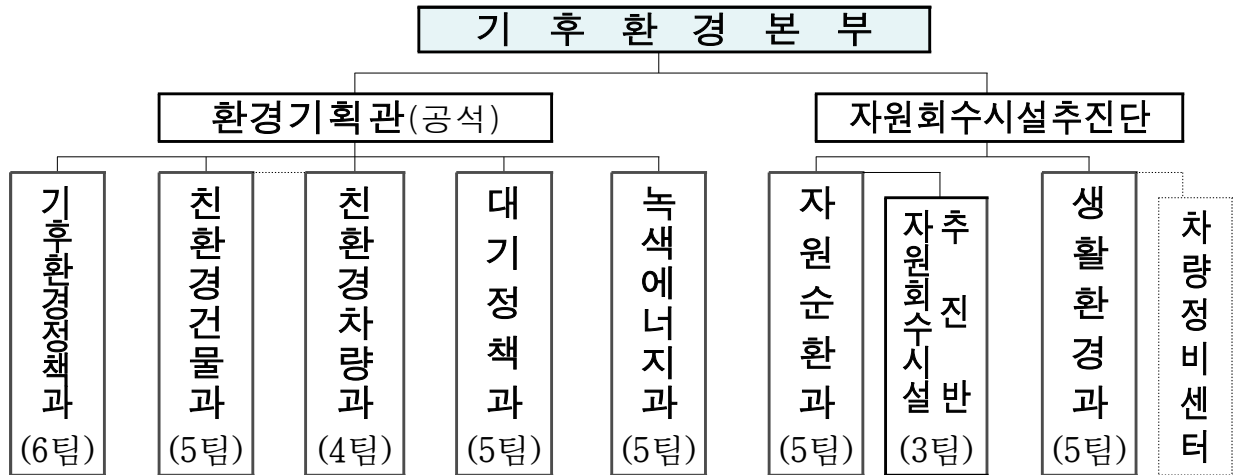 기 후 환 경 본 부
환경기획관(공석)
자원회수시설추진단
기후환경정책과
(6팀)
친환경건물과
(5팀)
친환경차량과
(4팀)
대기정책과
(5팀)
녹색에너지과
(5팀)
자원순환과
(5팀)
자원회수시설
추진반
(3팀)
생활환경과
(5팀)
차량정비센터